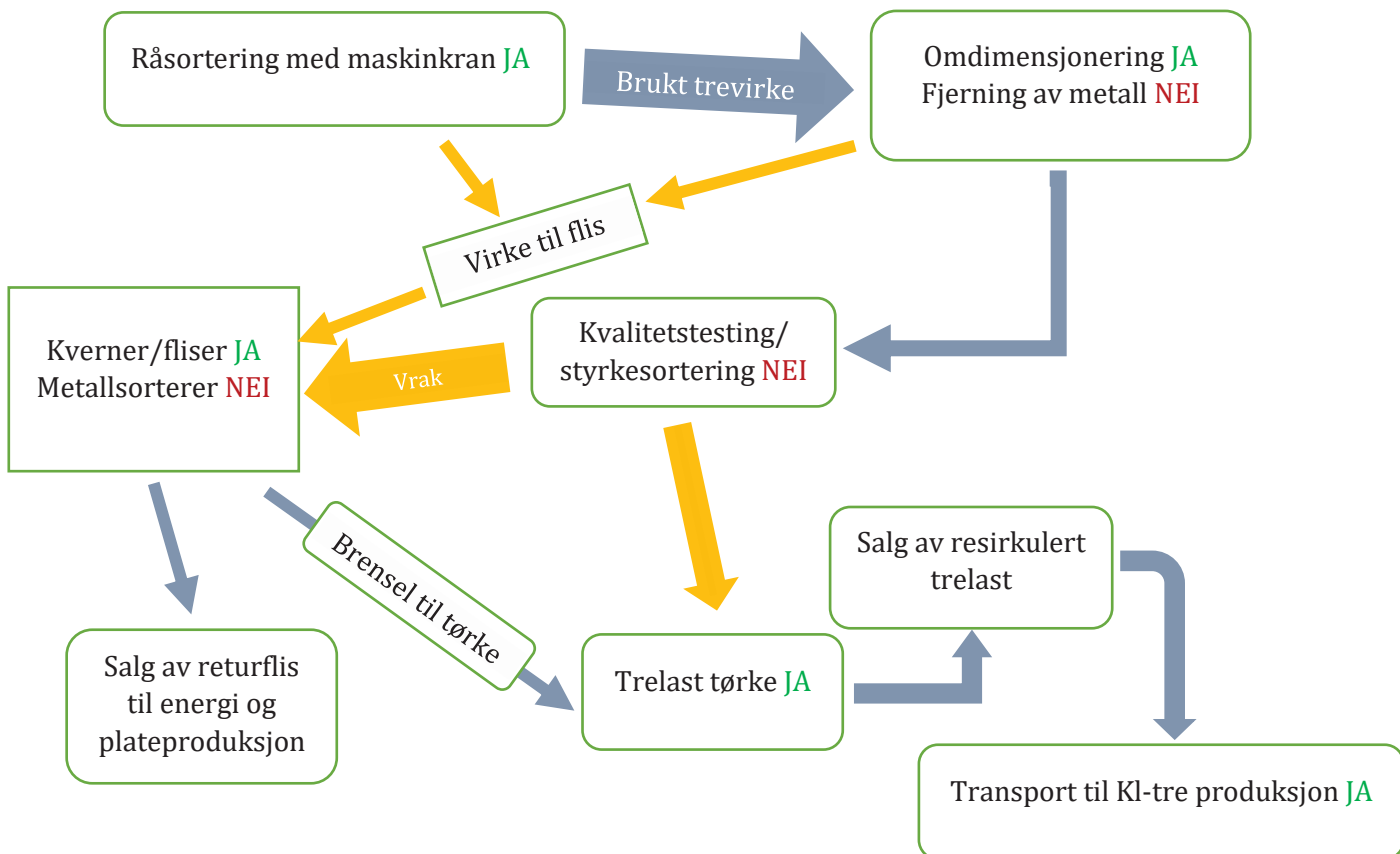 Råsortering med maskinkran JA
Brukt trevirke
Omdimensjonering JA
Fjerning av metall NEI
Virke til flis
Kverner/fliser JA
Metallsorterer NEI
Vrak
Kvalitetstesting/
styrkesortering NEI
Brensel til tørke
Salg av resirkulert
trelast
Salg av returflis
til energi og
plateproduksjon
Trelast tørke JA
Transport til Kl-tre produksjon JA